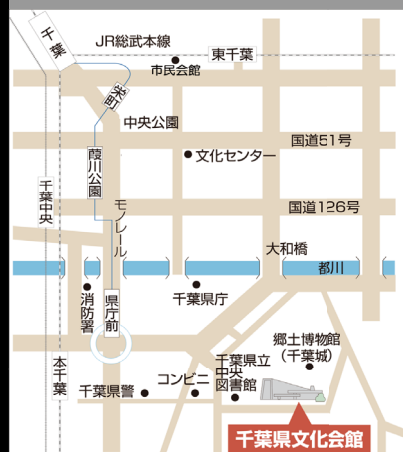 千葉
JR総武本線
東千葉
市民会館
栄町
中央公園
国道51号
葭川公園
文化センター
千葉中央
モノレール
国道126号
大和橋
都川
消防署
県庁前
千葉県庁
本千葉
郷土博物館
（千葉城）
千葉県立
中央
図書館
コンビニ
千葉県警
千葉県文化会館